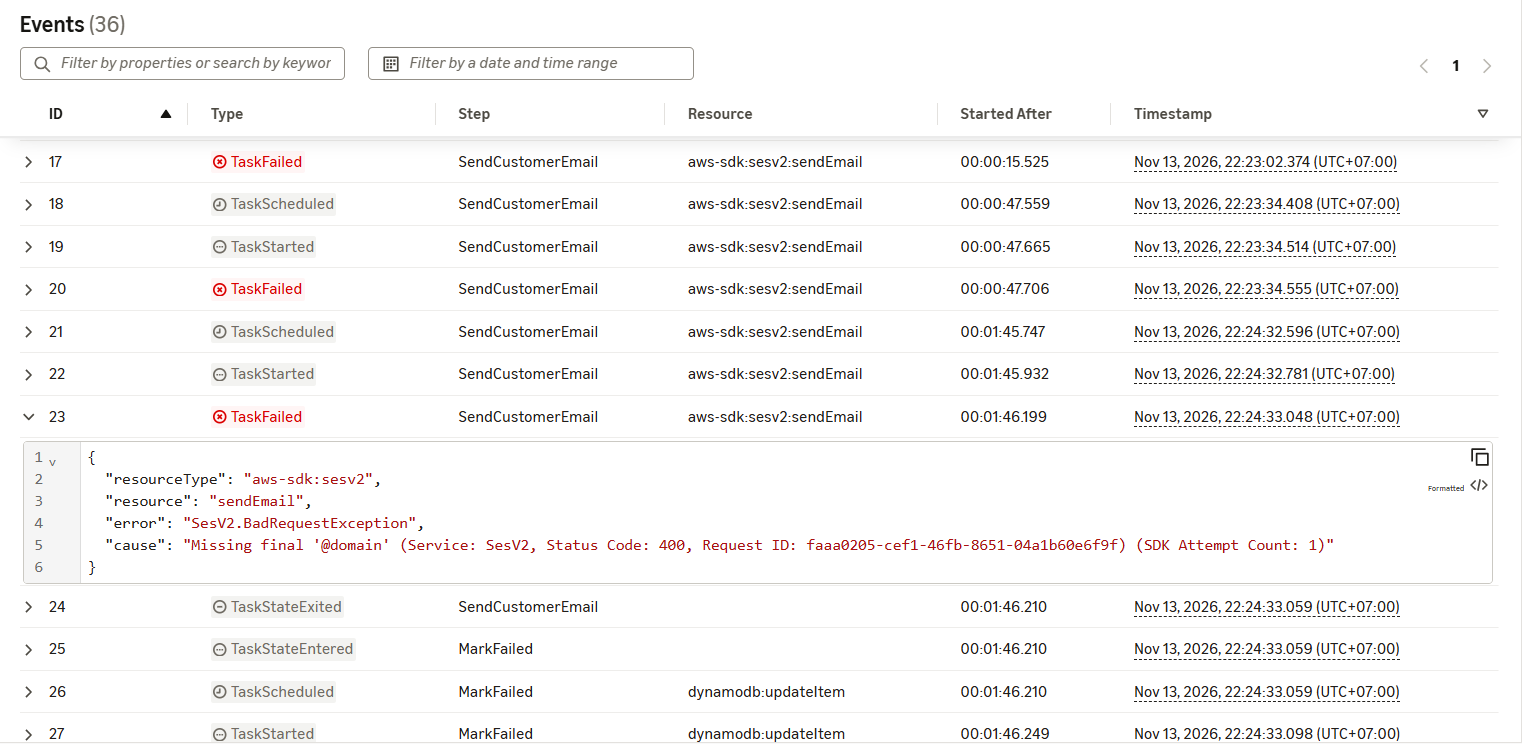 Events (36)
Filter by properties or search by keywor
Filter by a date and time range
1
ID Type Step Resource Started After Timestamp
17 TaskFailed SendCustomerEmail aws-sdk:sesv2:sendEmail 00:00:15.525 Nov 13, 2026, 22:23:02.374 (UTC+07:00)
18 TaskScheduled SendCustomerEmail aws-sdk:sesv2:sendEmail 00:00:47.559 Nov 13, 2026, 22:23:34.408 (UTC+07:00)
19 TaskStarted SendCustomerEmail aws-sdk:sesv2:sendEmail 00:00:47.665 Nov 13, 2026, 22:23:34.514 (UTC+07:00)
20 TaskFailed SendCustomerEmail aws-sdk:sesv2:sendEmail 00:00:47.706 Nov 13, 2026, 22:23:34.555 (UTC+07:00)
21 TaskScheduled SendCustomerEmail aws-sdk:sesv2:sendEmail 00:01:45.747 Nov 13, 2026, 22:24:32.596 (UTC+07:00)
22 TaskStarted SendCustomerEmail aws-sdk:sesv2:sendEmail 00:01:45.932 Nov 13, 2026, 22:24:32.781 (UTC+07:00)
23 TaskFailed SendCustomerEmail aws-sdk:sesv2:sendEmail 00:01:46.199 Nov 13, 2026, 22:24:33.048 (UTC+07:00)
1 {
2 "resourceType": "aws-sdk:sesv2",
3 "resource": "sendEmail",
Formatted </>
4 "error": "SesV2.BadRequestException",
5 "cause": "Missing final '@domain' (Service: SesV2, Status Code: 400, Request ID: faaa0205-cef1-46fb-8651-04a1b60e6f9f) (SDK Attempt Count: 1)"
6 }
24 TaskStateExited SendCustomerEmail 00:01:46.210 Nov 13, 2026, 22:24:33.059 (UTC+07:00)
25 TaskStateEntered MarkFailed 00:01:46.210 Nov 13, 2026, 22:24:33.059 (UTC+07:00)
26 TaskScheduled MarkFailed dynamodb:updateItem 00:01:46.210 Nov 13, 2026, 22:24:33.059 (UTC+07:00)
27 TaskStarted MarkFailed dynamodb:updateItem 00:01:46.249 Nov 13, 2026, 22:24:33.098 (UTC+07:00)